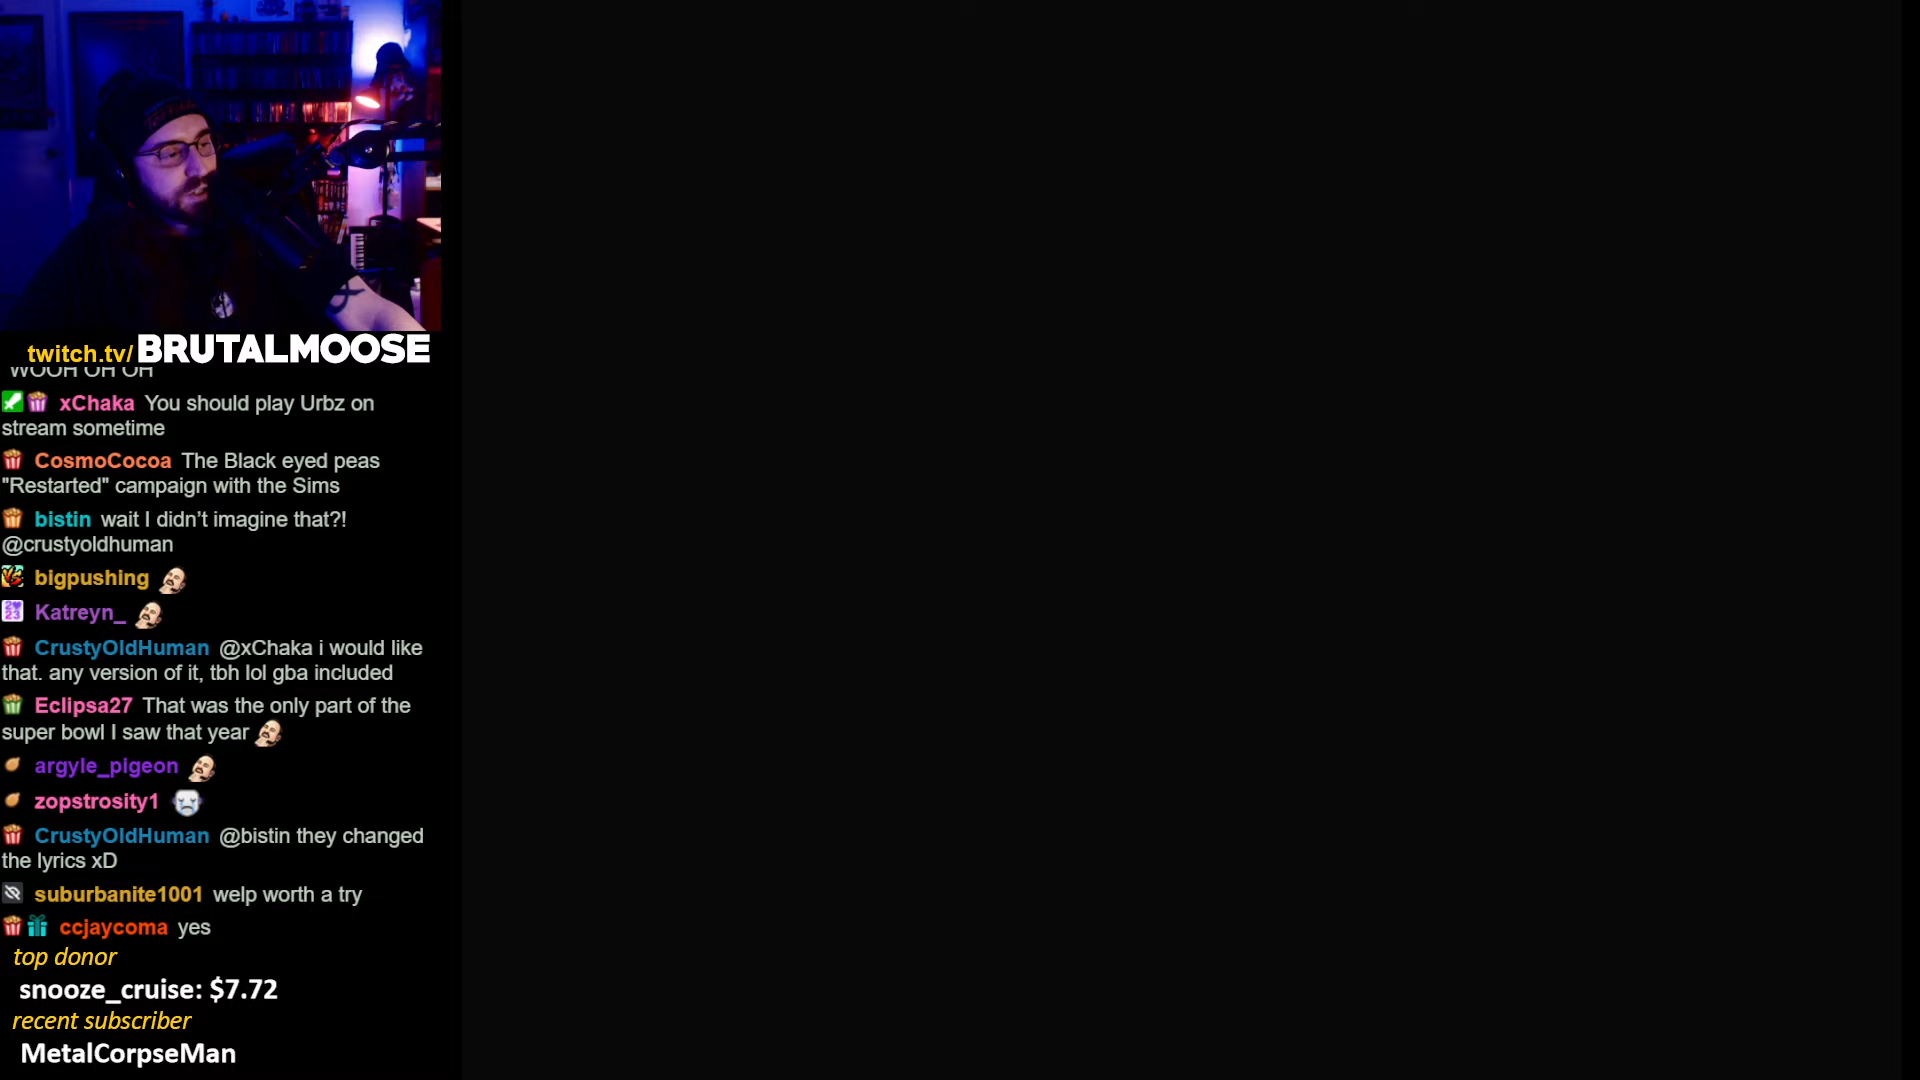 twitch.tv/BRUTALMOOSE
WOOH OH OH
xChaka You should play Urbz on
stream sometime
CosmoCocoa The Black eyed peas
"Restarted" campaign with the Sims
bistin wait I didn’t imagine that?!
@crustyoldhuman
bigpushing
Katreyn_
CrustyOldHuman @xChaka i would like
that. any version of it, tbh lol gba included
Eclipsa27 That was the only part of the
super bowl I saw that year
argyle_pigeon
zopstrosity1
CrustyOldHuman @bistin they changed
the lyrics xD
suburbanite1001 welp worth a try
ccjaycoma yes
top donor
snooze_cruise: $7.72
recent subscriber
MetalCorpseMan